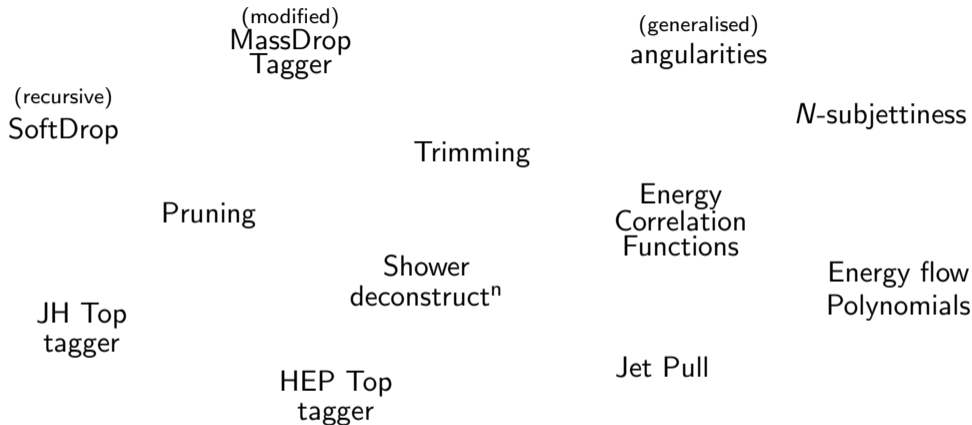 (modified)
MassDrop
Tagger
(generalised)
angularities
(recursive)
SoftDrop
N-subjettiness
Trimming
Pruning
Energy
Correlation
Functions
Shower
deconstructⁿ
Energy flow
Polynomials
JH Top
tagger
HEP Top
tagger
Jet Pull